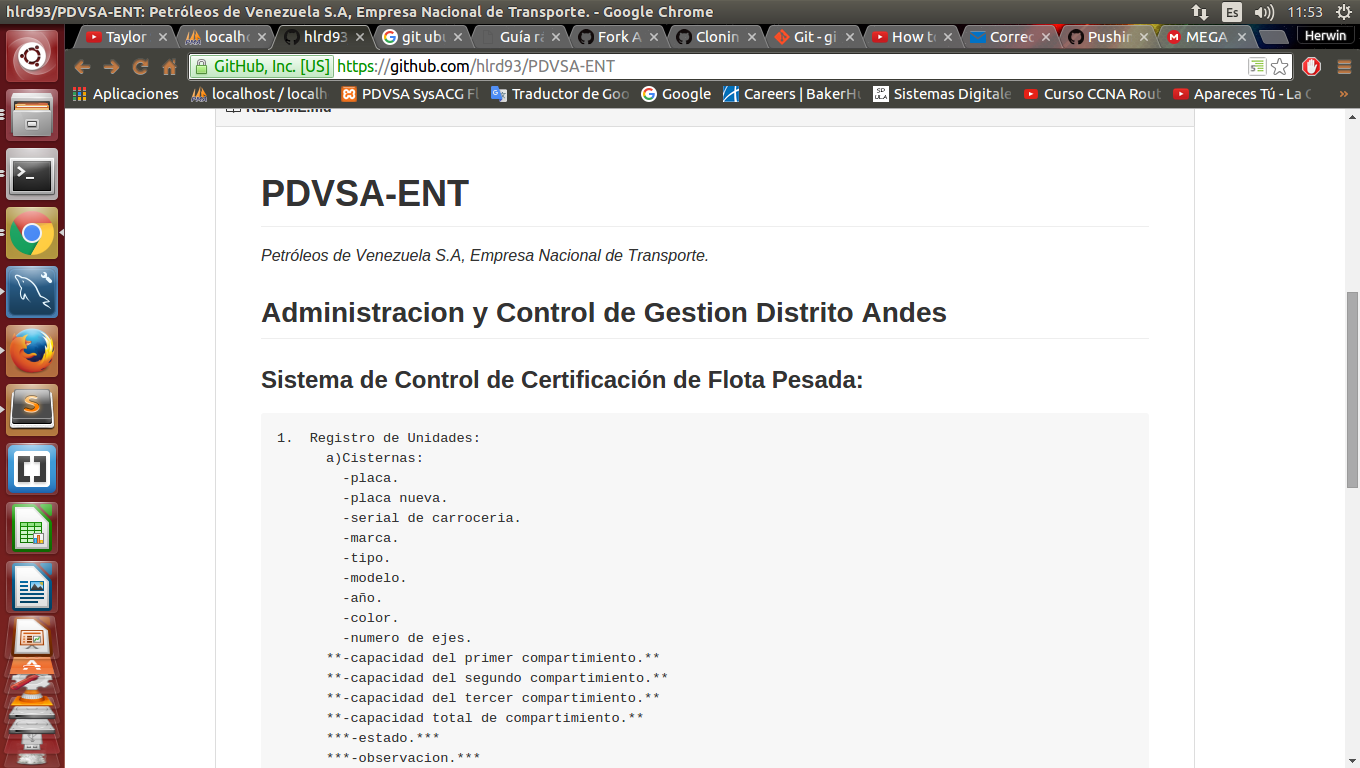 hlrd93/PDVSA-ENT: Petróleos de Venezuela S.A, Empresa Nacional de Transporte. - Google Chrome
Es
11:53
Taylor
localh
hlrd93
git ub
Guía r
Fork A
Clonin
Git - gi
How t
Correc
Pushir
MEGA
Herwin
GitHub, Inc. [US]
https://github.com/hlrd93/PDVSA-ENT
Aplicaciones
localhost / localh
PDVSA SysACG Fl
Traductor de Goo
Google
Careers | BakerHu
Sistemas Digitale
Curso CCNA Rout
Apareces Tú - La
»
README.md
PDVSA-ENT
Petróleos de Venezuela S.A, Empresa Nacional de Transporte.
Administracion y Control de Gestion Distrito Andes
Sistema de Control de Certificación de Flota Pesada:
1. Registro de Unidades:
a)Cisternas:
-placa.
-placa nueva.
-serial de carroceria.
-marca.
-tipo.
-modelo.
-año.
-color.
-numero de ejes.
**-capacidad del primer compartimiento.**
**-capacidad del segundo compartimiento.**
**-capacidad del tercer compartimiento.**
**-capacidad total de compartimiento.**
***-estado.***
***-observacion.***